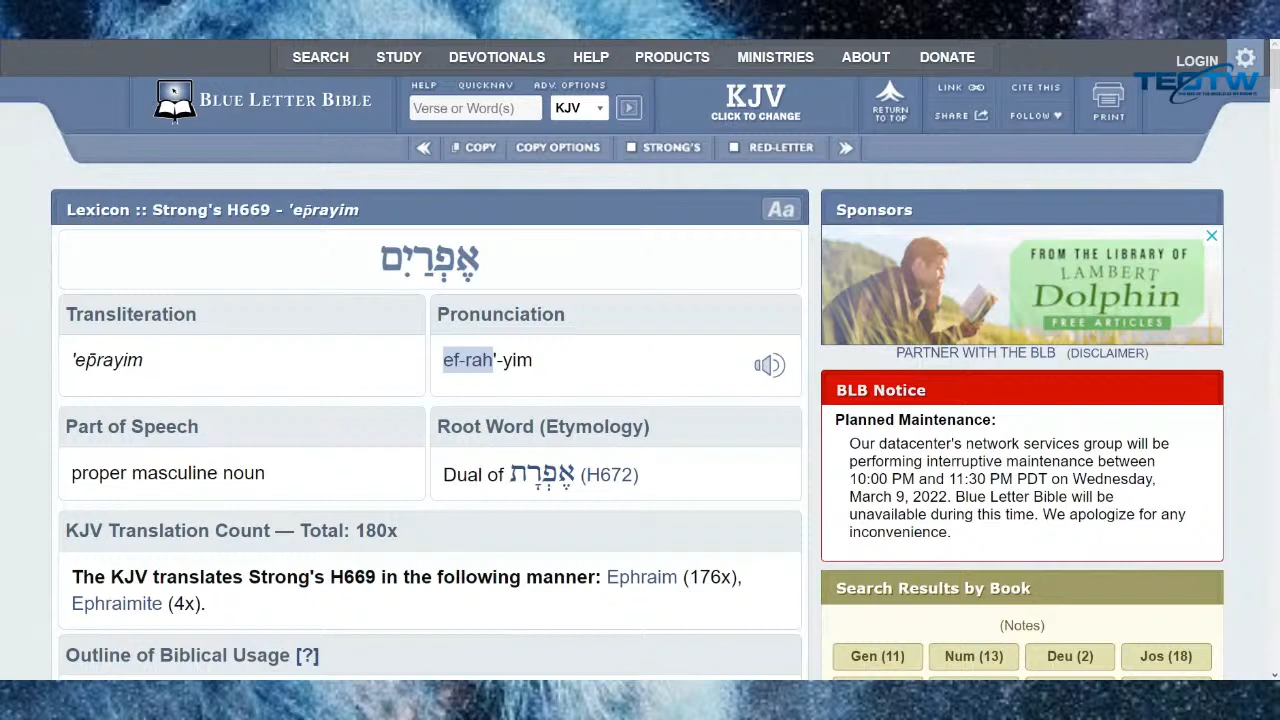 SEARCH STUDY DEVOTIONALS HELP PRODUCTS MINISTRIES ABOUT DONATE LOGIN
TEOTW
BLUE LETTER BIBLE
HELP QUICKNAV ADV. OPTIONS
Verse or Word(s) KJV
KJV
CLICK TO CHANGE
RETURN
TO TOP
LINK CITE THIS
SHARE FOLLOW
PRINT
COPY COPY OPTIONS STRONG'S RED-LETTER
Lexicon :: Strong's H669 - 'ep̄rayim Aa
אֶפְרַיִם
Transliteration
'ep̄rayim
Pronunciation
ef-rah'-yim
Part of Speech
proper masculine noun
Root Word (Etymology)
Dual of אֶפְרָת (H672)
KJV Translation Count — Total: 180x
The KJV translates Strong's H669 in the following manner: Ephraim (176x),
Ephraimite (4x).
Outline of Biblical Usage [?]
Sponsors
FROM THE LIBRARY OF
LAMBERT
Dolphin
FREE ARTICLES
PARTNER WITH THE BLB (DISCLAIMER)
BLB Notice
Planned Maintenance:
Our datacenter's network services group will be
performing interruptive maintenance between
10:00 PM and 11:30 PM PDT on Wednesday,
March 9, 2022. Blue Letter Bible will be
unavailable during this time. We apologize for any
inconvenience.
Search Results by Book
(Notes)
Gen (11) Num (13) Deu (2) Jos (18)